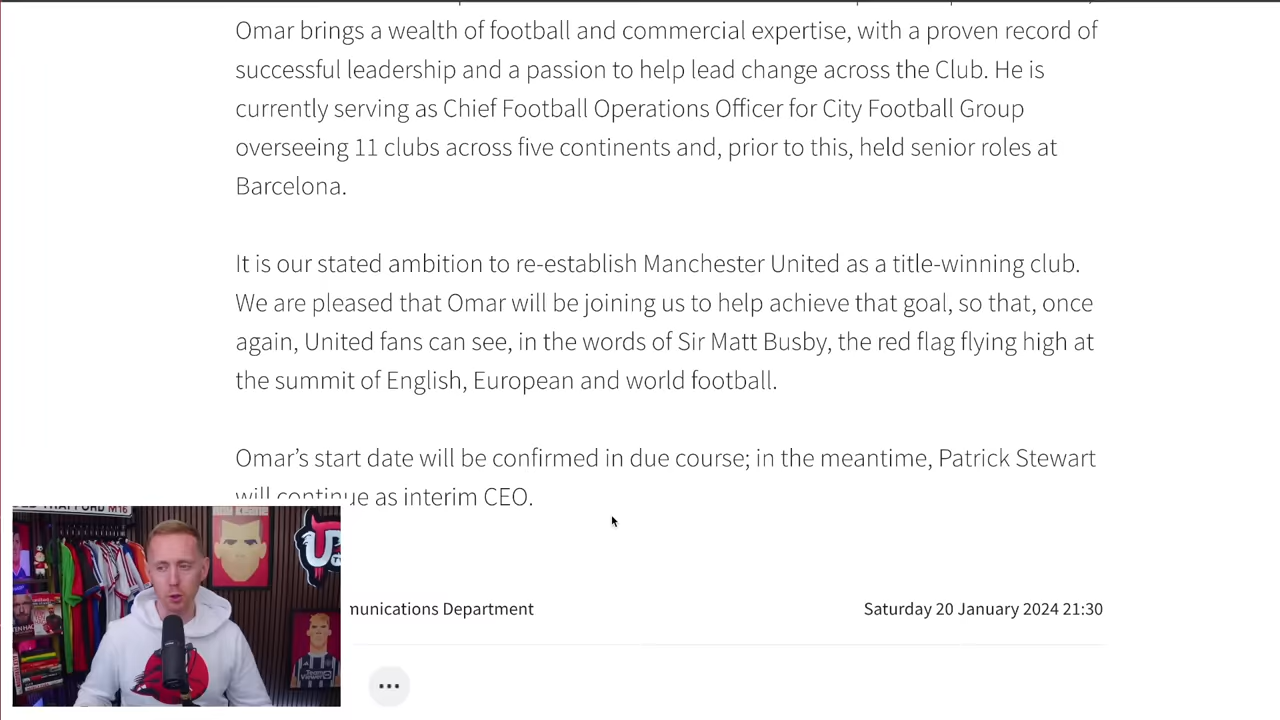 Omar brings a wealth of football and commercial expertise, with a proven record of
successful leadership and a passion to help lead change across the Club. He is
currently serving as Chief Football Operations Officer for City Football Group
overseeing 11 clubs across five continents and, prior to this, held senior roles at
Barcelona.
It is our stated ambition to re-establish Manchester United as a title-winning club.
We are pleased that Omar will be joining us to help achieve that goal, so that, once
again, United fans can see, in the words of Sir Matt Busby, the red flag flying high at
the summit of English, European and world football.
Omar’s start date will be confirmed in due course; in the meantime, Patrick Stewart
will continue as interim CEO.
munications Department
Saturday 20 January 2024 21:30
TRAFFORD M16
TeamViewer